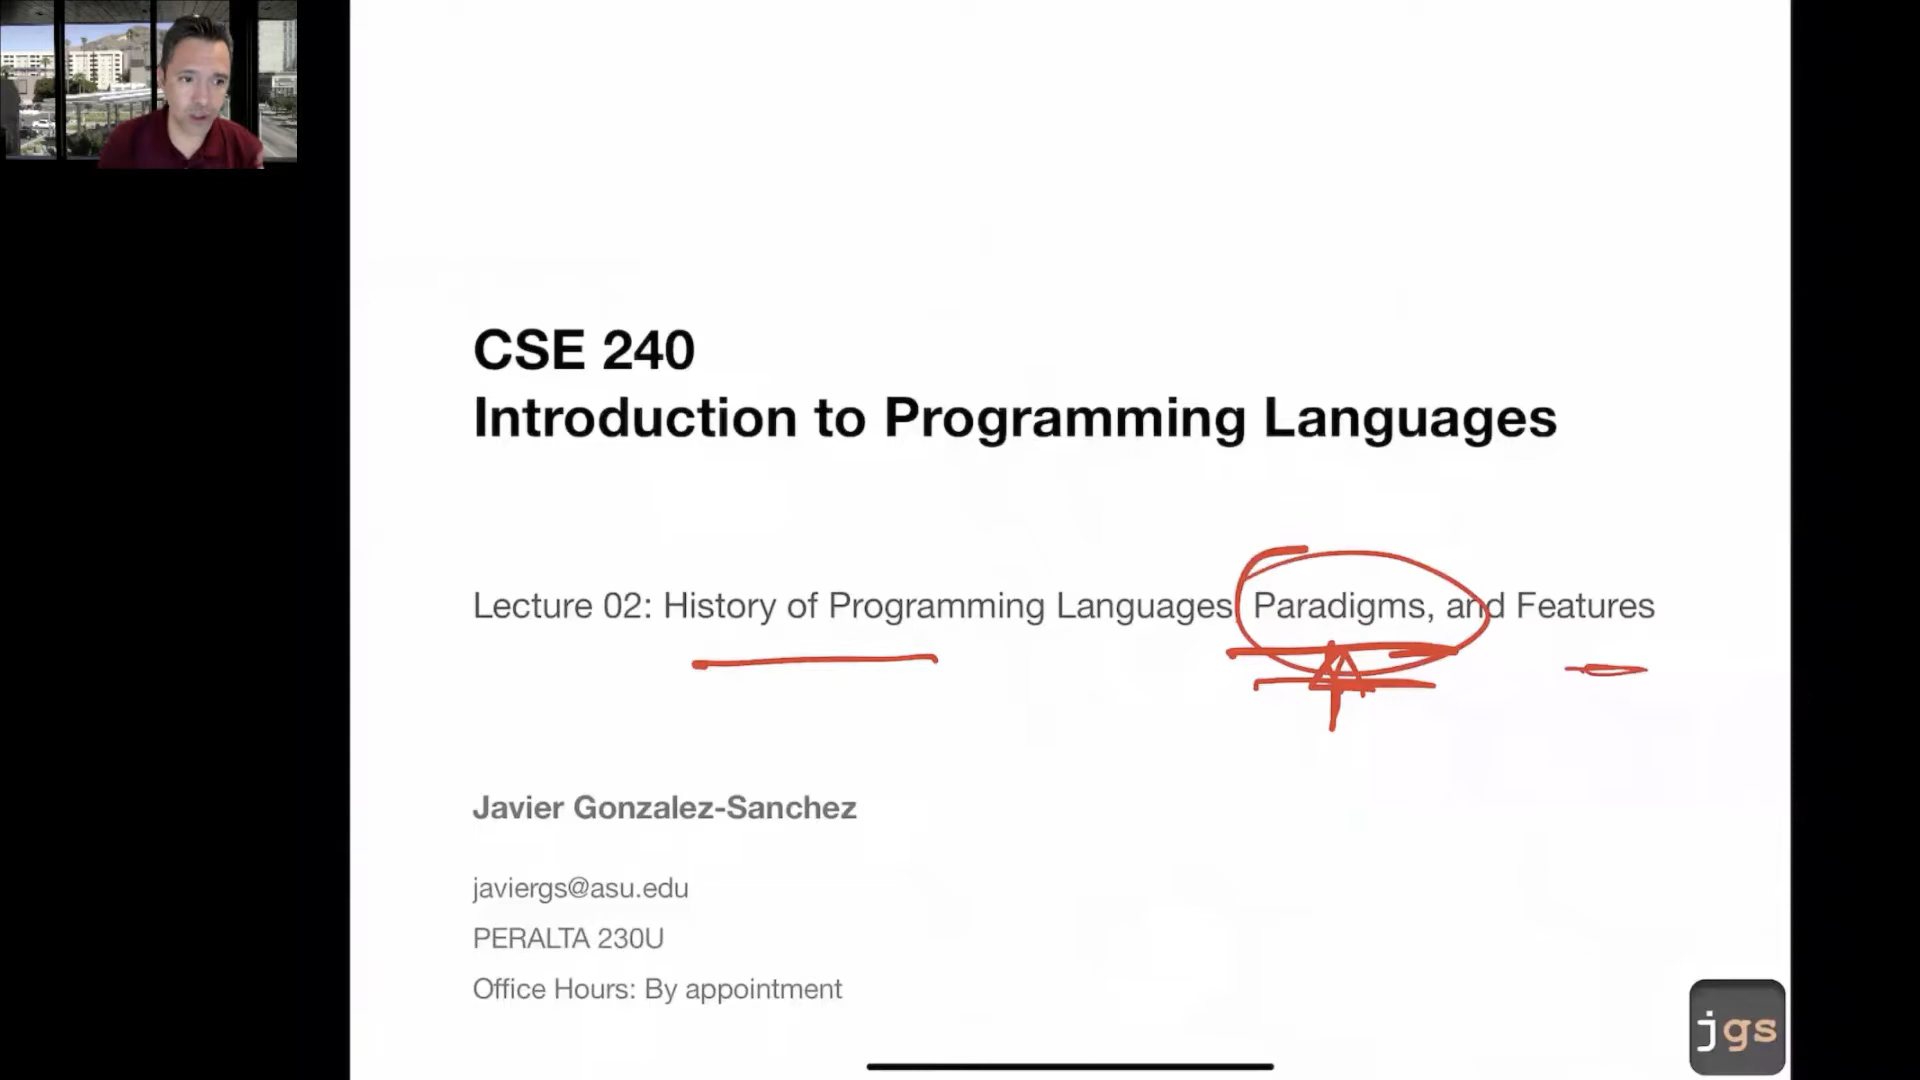 CSE 240
Introduction to Programming Languages
Lecture 02: History of Programming Languages Paradigms, and Features
Javier Gonzalez-Sanchez
javiergs@asu.edu
PERALTA 230U
Office Hours: By appointment
jgs